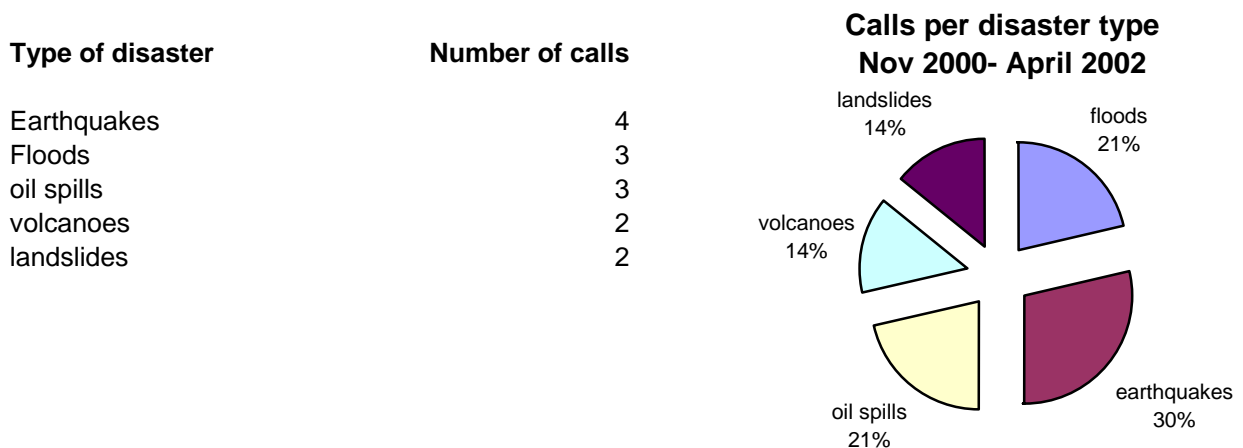 Type of disaster Number of calls
Earthquakes 4
Floods 3
oil spills 3
volcanoes 2
landslides 2
Calls per disaster type
Nov 2000- April 2002
landslides
14%
floods
21%
volcanoes
14%
earthquakes
30%
oil spills
21%